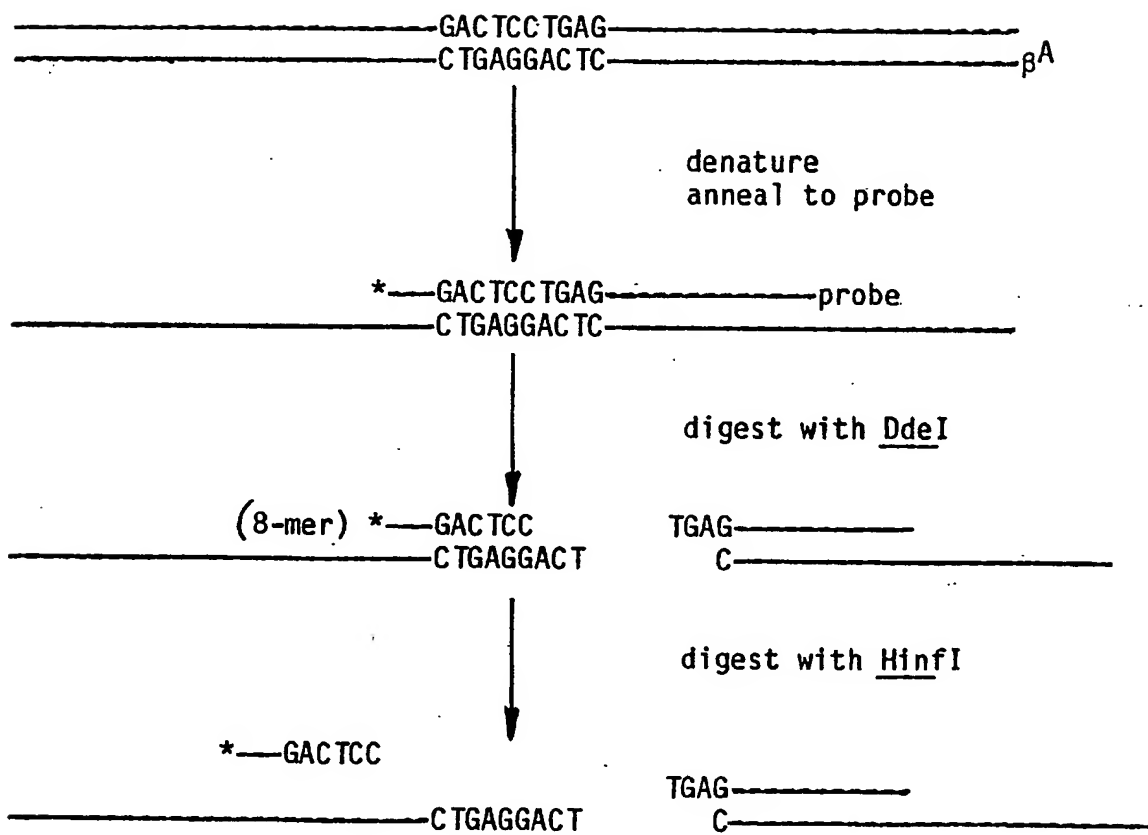 GACTCCTGAG
CTGAGGACTC βA
denature
anneal to probe
* GACTCCTGAG probe
CTGAGGACTC
digest with DdeI
(8-mer) * GACTCC TGAG
CTGAGGACT C
digest with HinfI
* GACTCC
TGAG
CTGAGGACT C